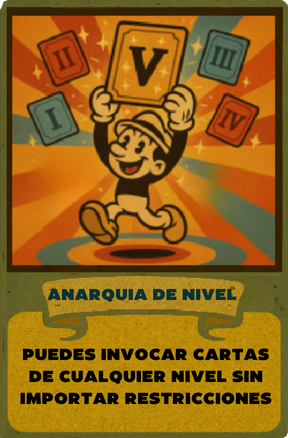 II
V
III
I
IV
ANARQUIA DE NIVEL
PUEDES INVOCAR CARTAS
DE CUALQUIER NIVEL SIN
IMPORTAR RESTRICCIONES